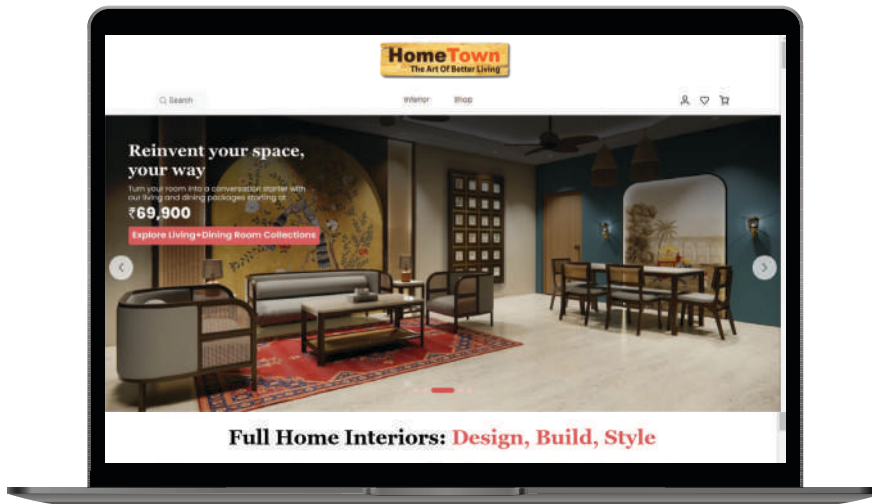 HomeTown
The Art Of Better Living
Search
Interior
Shop
Reinvent your space,
your way
Turn your room into a conversation starter with
our living and dining packages starting at
₹69,900
Explore Living+Dining Room Collections
Full Home Interiors: Design, Build, Style